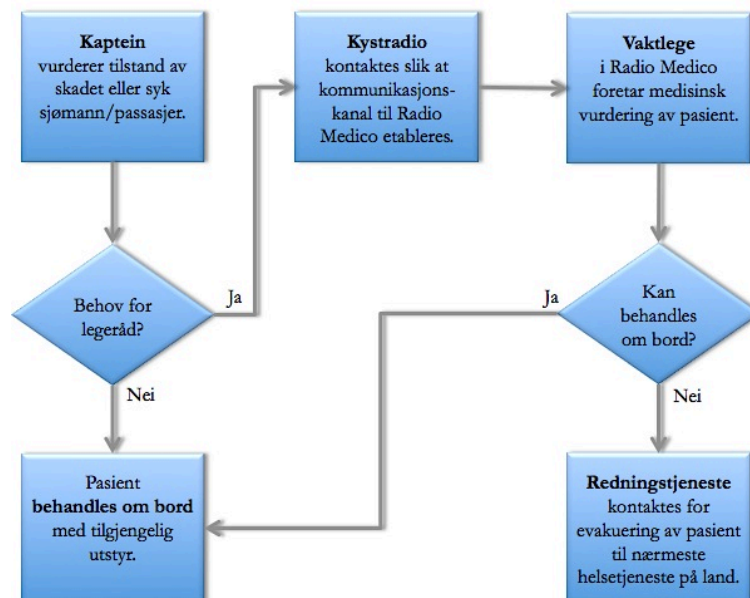 Kaptein
vurderer tilstand av
skadet eller syk
sjømann/passasjer.
Kystradio
kontaktes slik at
kommunikasjons-
kanal til Radio
Medico etableres.
Vaktlege
i Radio Medico
foretar medisinsk
vurdering av pasient.
Behov for
legeråd?
Ja
Ja
Kan
behandles
om bord?
Nei
Nei
Pasient
behandles om bord
med tilgjengelig
utstyr.
Redningstjeneste
kontaktes for
evakuering av pasient
til nærmeste
helsetjeneste på land.